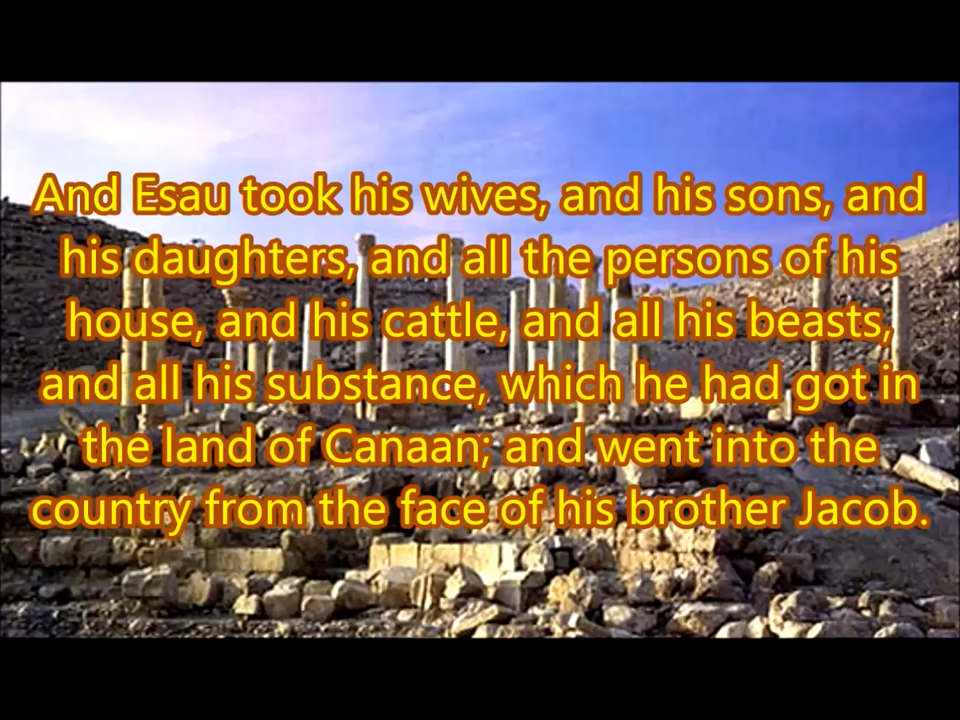 And Esau took his wives, and his sons, and
his daughters, and all the persons of his
house, and his cattle, and all his beasts,
and all his substance, which he had got in
the land of Canaan; and went into the
country from the face of his brother Jacob.